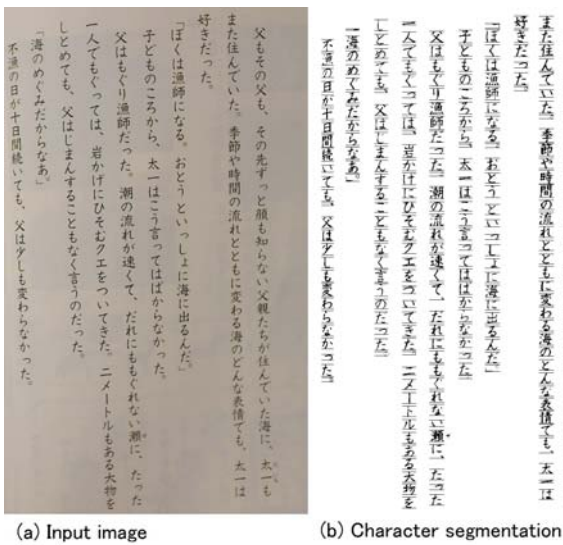 父もその父も、その先ずっと顔も知らない父親たちが住んでいた海に、太一も
また住んでいた。季節や時間の流れとともに変わる海のどんな表情でも、太一は
好きだった。
「ぼくは漁師になる。おとうといっしょに海に出るんだ。」
子どものころから、太一はこう言ってはばからなかった。
父はもぐり漁師だった。潮の流れが速くて、だれにももぐれない瀬に、たった
一人でもぐっては、岩かげにひそむクエをついてきた。二メートルもある大物を
しとめても、父はじまんすることもなく言うのだった。
「海のめぐみだからなあ。」
不漁の日が十日間続いても、父は少しも変わらなかった。
(a) Input image
また住んでいた。季節や時間の流れとともに変わる海のどんな表情でも、太一は
好きだった。
「ぼくは漁師になる。おとうといっしょに海に出るんだ。」
子どものころから、太一はこう言ってはばからなかった。
父はもぐり漁師だった。潮の流れが速くて、だれにももぐれない瀬に、たった
一人でもぐっては、岩かげにひそむクエをついてきた。二メートルもある大物を
しとめても、父はじまんすることもなく言うのだった。
「海のめぐみだからなあ。」
不漁の日が十日間続いても、父は少しも変わらなかった。
(b) Character segmentation